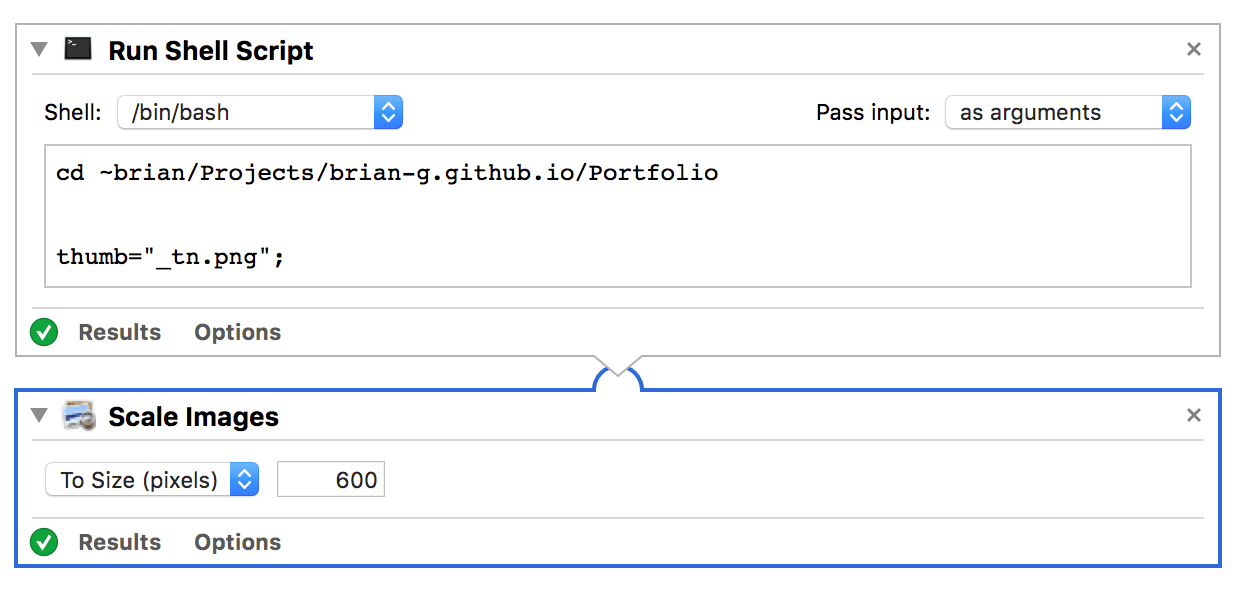 Run Shell Script
Shell: /bin/bash Pass input: as arguments
cd ~brian/Projects/brian-g.github.io/Portfolio
thumb="_tn.png";
Results Options
Scale Images
To Size (pixels) 600
Results Options